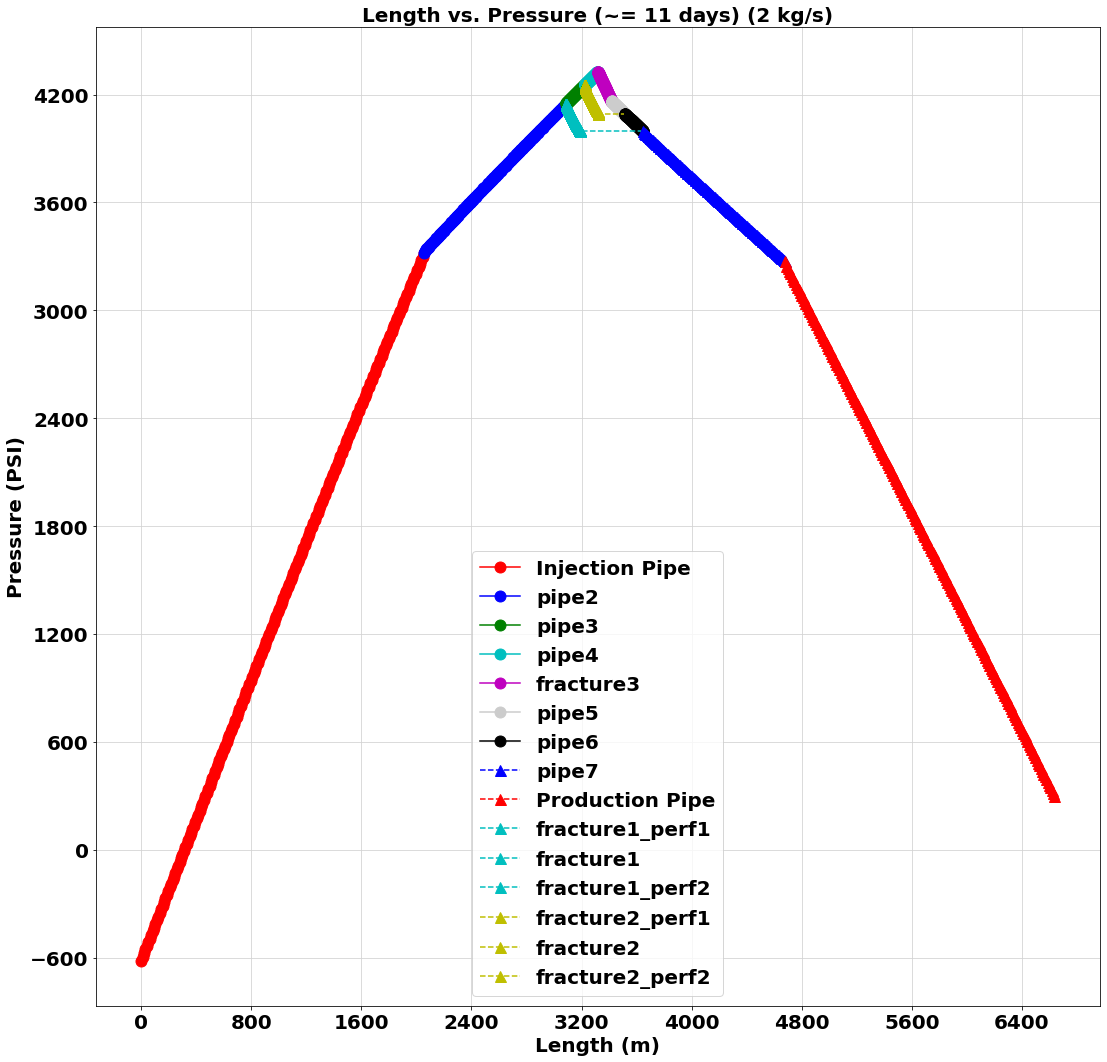 Length vs. Pressure (~= 11 days) (2 kg/s)
4200
3600
3000
2400
1800
1200
600
0
−600
Pressure (PSI)
Injection Pipe
pipe2
pipe3
pipe4
fracture3
pipe5
pipe6
pipe7
Production Pipe
fracture1_perf1
fracture1
fracture1_perf2
fracture2_perf1
fracture2
fracture2_perf2
0 800 1600 2400 3200 4000 4800 5600 6400
Length (m)